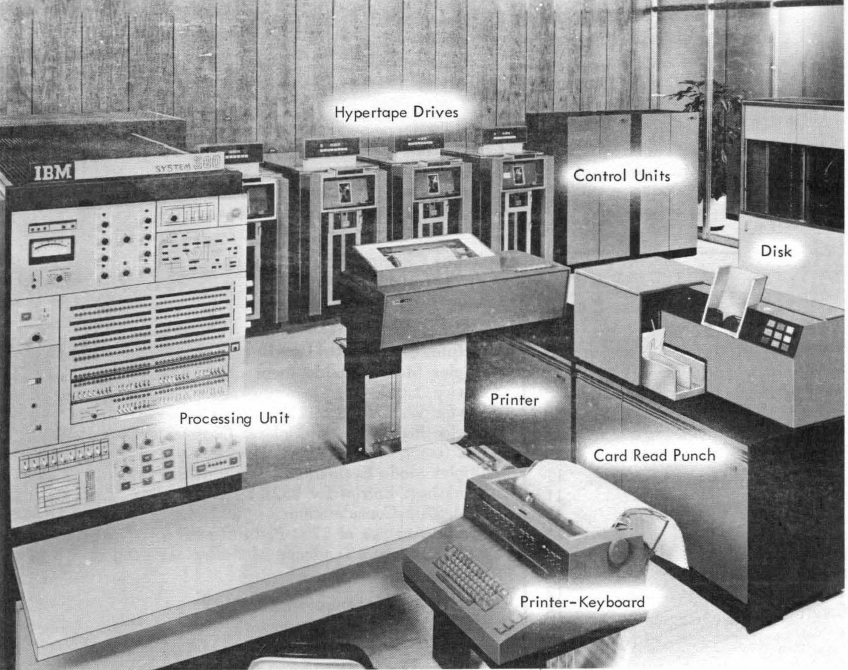 Hypertape Drives
IBM
SYSTEM 360
Control Units
Disk
Printer
Processing Unit
Card Read Punch
Printer-Keyboard